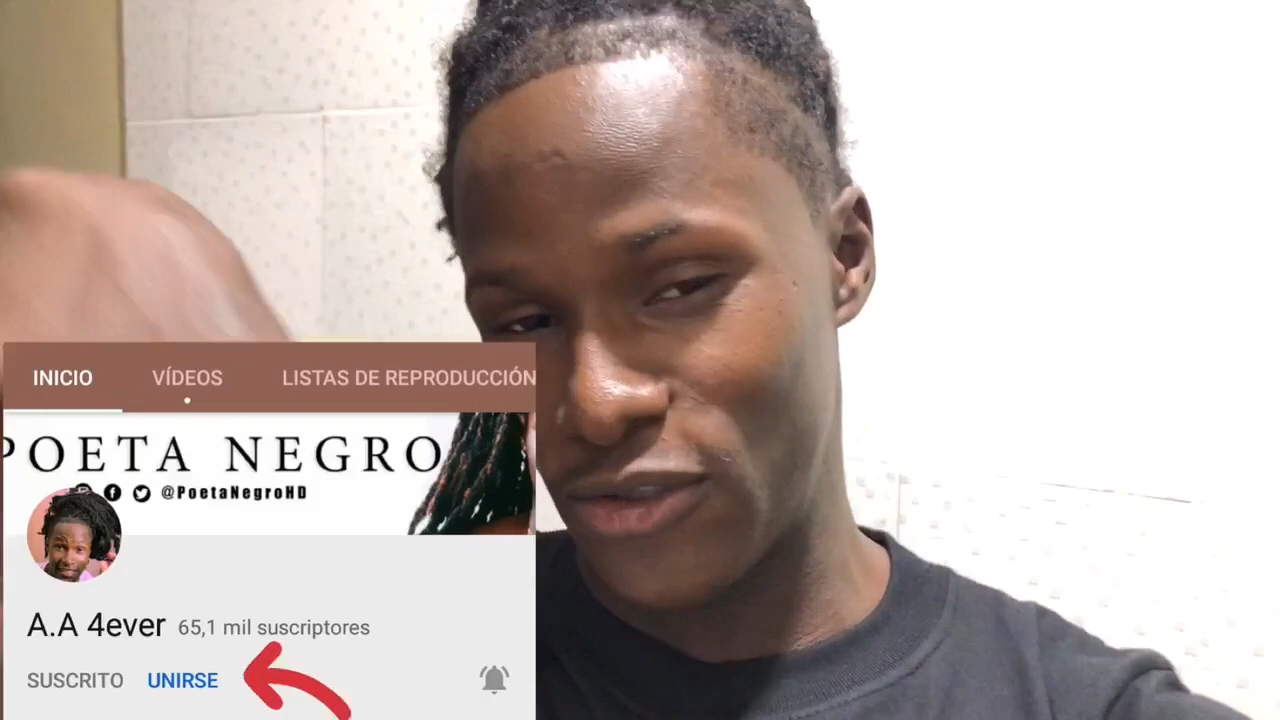 INICIO VÍDEOS LISTAS DE REPRODUCCIÓN
POETA NEGRO
@PoetaNegroHD
A.A 4ever 65,1 mil suscriptores
SUSCRITO UNIRSE